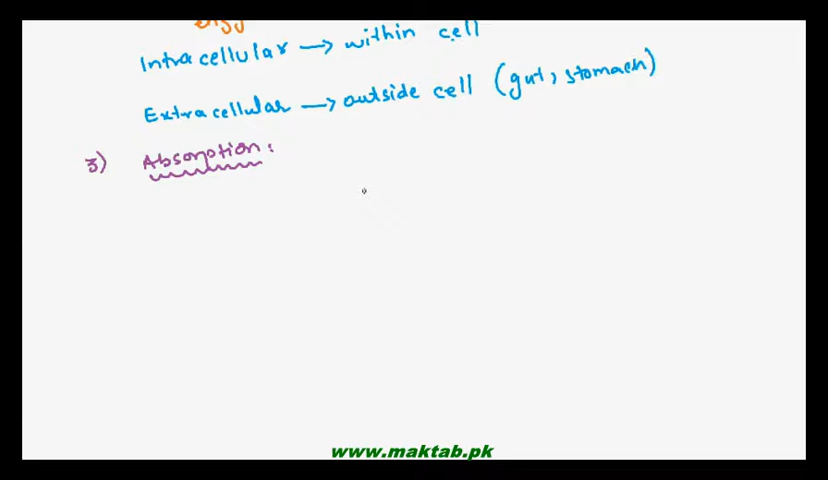 Intracellular → within cell
Extracellular → outside cell (gut, stomach)
3) Absorption:
www.maktab.pk